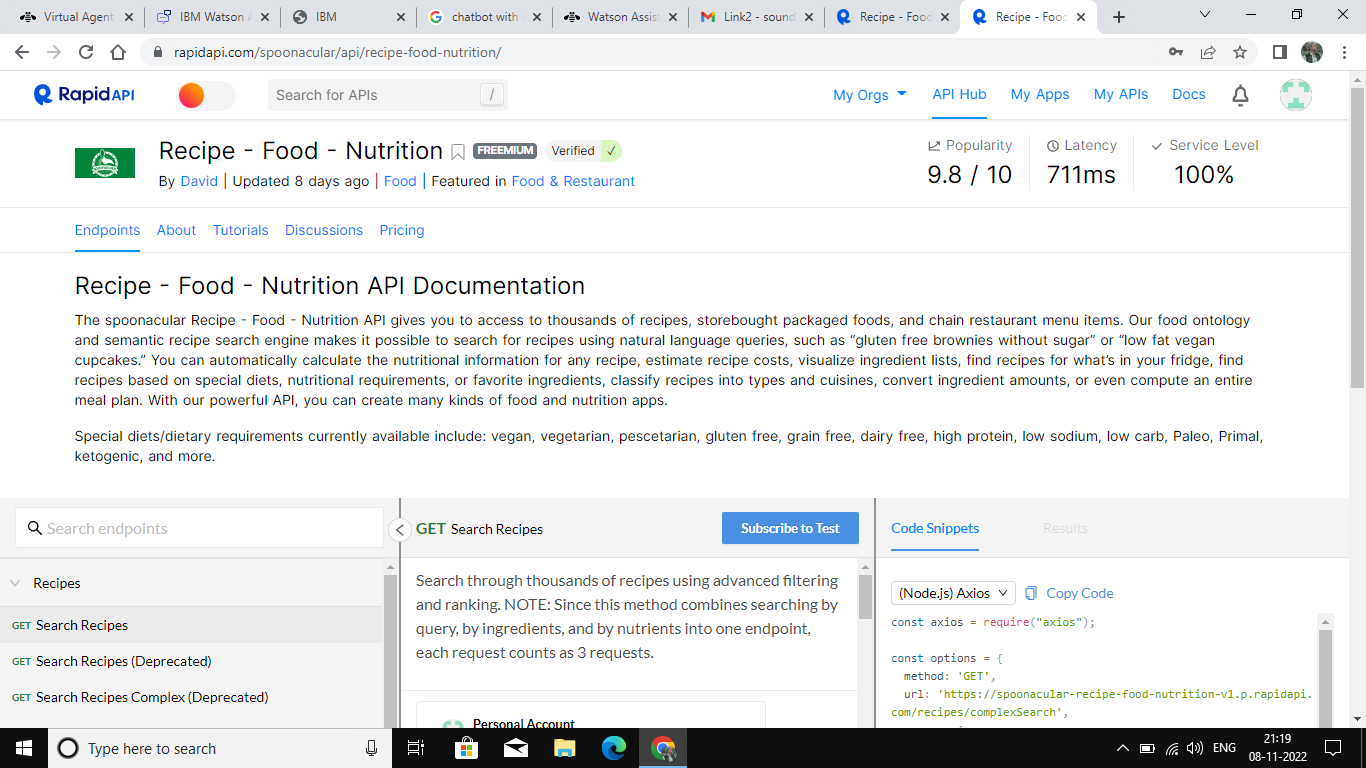 Virtual Agent
IBM Watson A
IBM
chatbot with
Watson Assis
Link2 - sound
Recipe - Food
Recipe - Food
rapidapi.com/spoonacular/api/recipe-food-nutrition/
Rapid API
Search for APIs
/
My Orgs
API Hub
My Apps
My APIs
Docs
Recipe - Food - Nutrition
FREEMIUM
Verified ✓
Popularity
Latency
Service Level
9.8 / 10
711ms
100%
By David | Updated 8 days ago | Food | Featured in Food & Restaurant
Endpoints
About
Tutorials
Discussions
Pricing
Recipe - Food - Nutrition API Documentation
The spoonacular Recipe - Food - Nutrition API gives you to access to thousands of recipes, storebought packaged foods, and chain restaurant menu items. Our food ontology
and semantic recipe search engine makes it possible to search for recipes using natural language queries, such as “gluten free brownies without sugar” or “low fat vegan
cupcakes.” You can automatically calculate the nutritional information for any recipe, estimate recipe costs, visualize ingredient lists, find recipes for what’s in your fridge, find
recipes based on special diets, nutritional requirements, or favorite ingredients, classify recipes into types and cuisines, convert ingredient amounts, or even compute an entire
meal plan. With our powerful API, you can create many kinds of food and nutrition apps.
Special diets/dietary requirements currently available include: vegan, vegetarian, pescetarian, gluten free, grain free, dairy free, high protein, low sodium, low carb, Paleo, Primal,
ketogenic, and more.
Search endpoints
Recipes
GET Search Recipes
GET Search Recipes (Deprecated)
GET Search Recipes Complex (Deprecated)
GET Search Recipes
Subscribe to Test
Search through thousands of recipes using advanced filtering
and ranking. NOTE: Since this method combines searching by
query, by ingredients, and by nutrients into one endpoint,
each request counts as 3 requests.
Personal Account
Code Snippets
Results
(Node.js) Axios
Copy Code
const axios = require("axios");
const options = {
method: 'GET',
url: 'https://spoonacular-recipe-food-nutrition-v1.p.rapidapi.
com/recipes/complexSearch',
Type here to search
ENG
21:19
08-11-2022